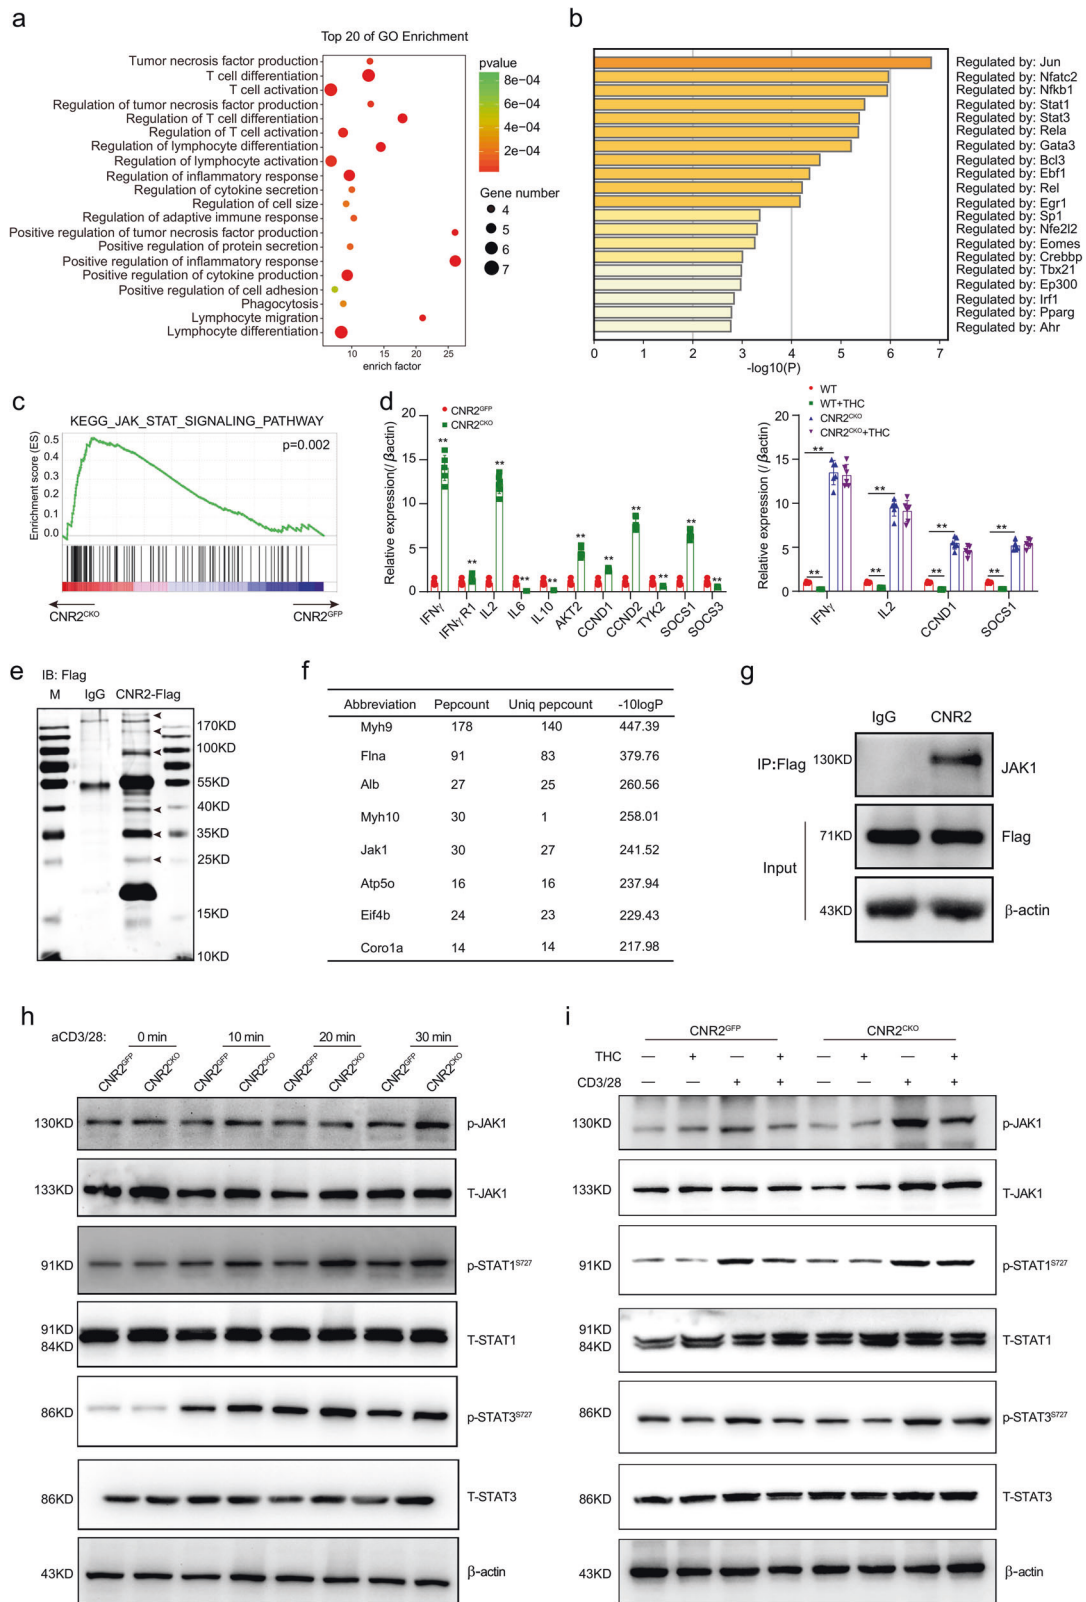 a
Top 20 of GO Enrichment
Tumor necrosis factor production
T cell differentiation
T cell activation
Regulation of tumor necrosis factor production
Regulation of T cell differentiation
Regulation of T cell activation
Regulation of lymphocyte differentiation
Regulation of lymphocyte activation
Regulation of inflammatory response
Regulation of cytokine secretion
Regulation of cell size
Regulation of adaptive immune response
Positive regulation of tumor necrosis factor production
Positive regulation of protein secretion
Positive regulation of inflammatory response
Positive regulation of cytokine production
Positive regulation of cell adhesion
Phagocytosis
Lymphocyte migration
Lymphocyte differentiation
10 15 20 25
enrich factor
pvalue
8e−04
6e−04
4e−04
2e−04
Gene number
4
5
6
7
b
Regulated by: Jun
Regulated by: Nfatc2
Regulated by: Nfkb1
Regulated by: Stat1
Regulated by: Stat3
Regulated by: Rela
Regulated by: Gata3
Regulated by: Bcl3
Regulated by: Ebf1
Regulated by: Rel
Regulated by: Egr1
Regulated by: Sp1
Regulated by: Nfe2l2
Regulated by: Eomes
Regulated by: Crebbp
Regulated by: Tbx21
Regulated by: Ep300
Regulated by: Irf1
Regulated by: Pparg
Regulated by: Ahr
0 1 2 3 4 5 6 7
-log10(P)
c
KEGG_JAK_STAT_SIGNALING_PATHWAY
p=0.002
Enrichment score (ES)
0.5
0.4
0.3
0.2
0.1
0.0
CNR2CKO
CNR2GFP
d
CNR2GFP
CNR2CKO
Relative expression(/βactin)
20
15
10
5
0
** ** ** ** ** ** ** ** ** ** **
IFNγ IFNγ R1 IL2 IL6 IL10 AKT2 CCND1 CCND2 TYK2 SOCS1 SOCS3
WT
WT+THC
CNR2CKO
CNR2CKO+THC
Relative expression(/βactin)
20
15
10
5
0
** ** ** **
** ** ** **
IFNγ IL2 CCND1 SOCS1
e
IB: Flag
M IgG CNR2-Flag
170KD
100KD
55KD
40KD
35KD
25KD
15KD
10KD
f
Abbreviation Pepcount Uniq pepcount -10logP
Myh9 178 140 447.39
Flna 91 83 379.76
Alb 27 25 260.56
Myh10 30 1 258.01
Jak1 30 27 241.52
Atp5o 16 16 237.94
Eif4b 24 23 229.43
Coro1a 14 14 217.98
g
IgG CNR2
IP:Flag 130KD JAK1
Input
71KD Flag
43KD β-actin
h
aCD3/28: 0 min 10 min 20 min 30 min
CNR2GFP CNR2CKO CNR2GFP CNR2CKO CNR2GFP CNR2CKO CNR2GFP CNR2CKO
130KD p-JAK1
133KD T-JAK1
91KD p-STAT1S727
91KD
84KD T-STAT1
86KD p-STAT3S727
86KD T-STAT3
43KD β-actin
i
CNR2GFP CNR2CKO
THC — + — + — + — +
CD3/28 — — + + — — + +
130KD p-JAK1
133KD T-JAK1
91KD p-STAT1S727
91KD
84KD T-STAT1
86KD p-STAT3S727
86KD T-STAT3
43KD β-actin